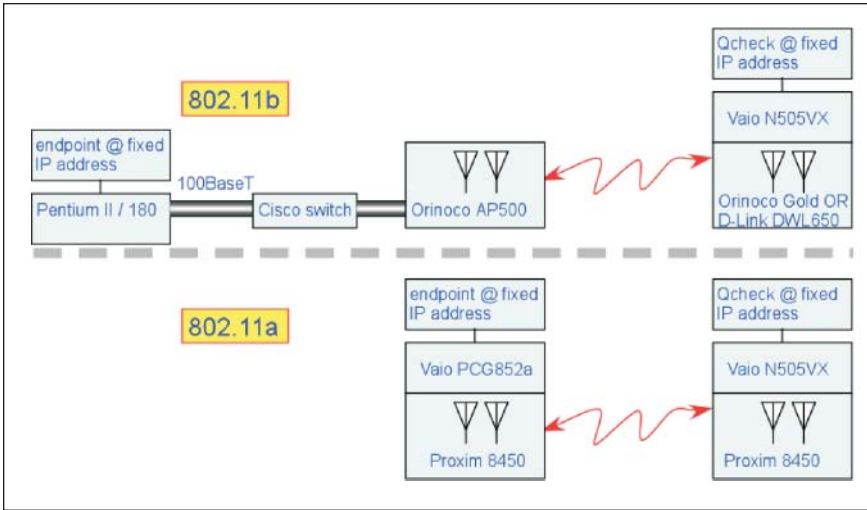 802.11b
Qcheck @ fixed
IP address
Vaio N505VX
endpoint @ fixed
IP address
100BaseT
Pentium II / 180
Cisco switch
Orinoco AP500
Orinoco Gold OR
D-Link DWL650
802.11a
endpoint @ fixed
IP address
Qcheck @ fixed
IP address
Vaio PCG852a
Vaio N505VX
Proxim 8450
Proxim 8450